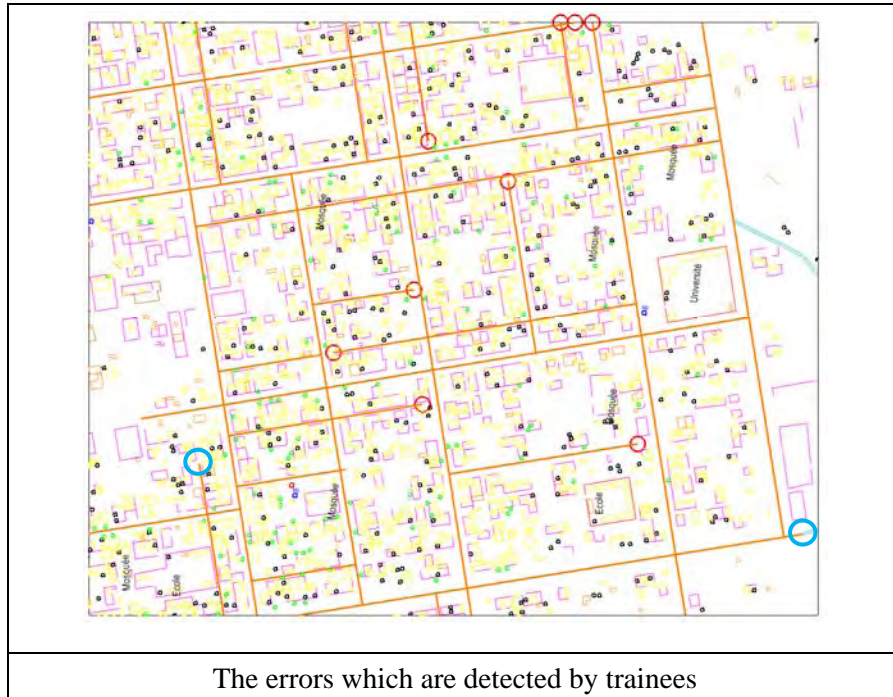 Mosquée
Mosquée
Mosquée
Université
Mosquée
Mosquée
Ecole
Mosquée
Ecole
The errors which are detected by trainees